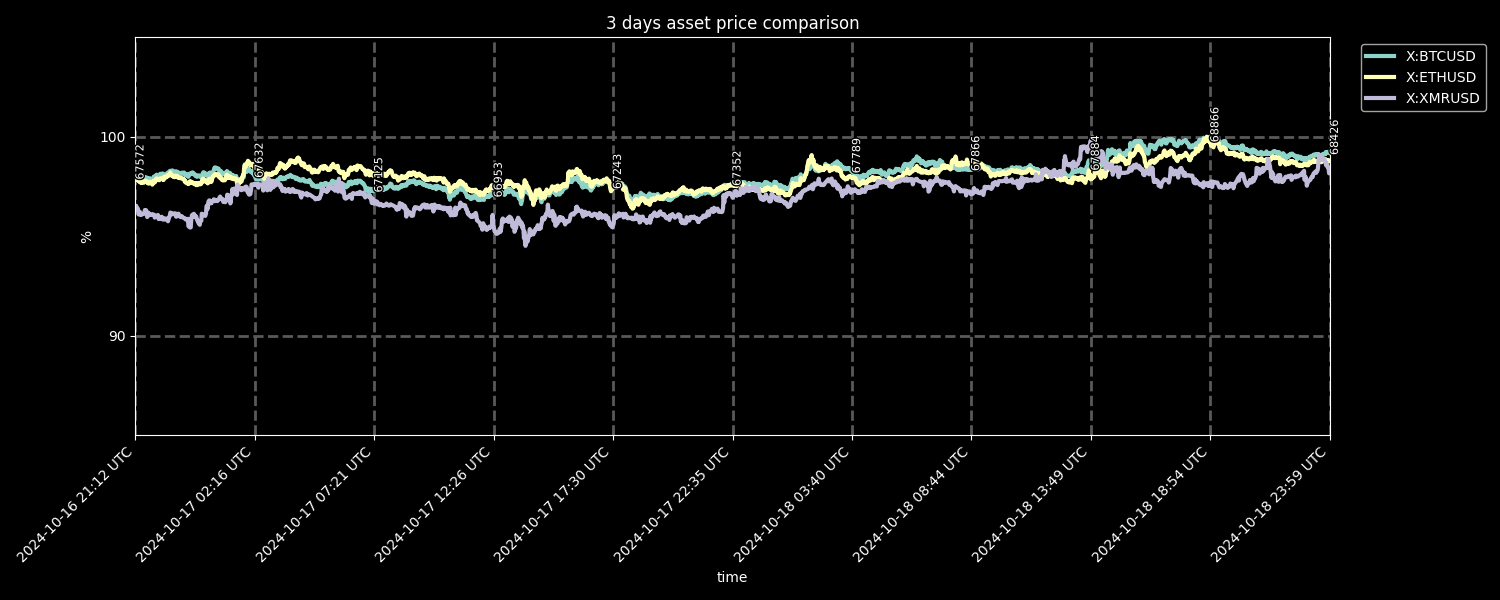 3 days asset price comparison
X:BTCUSD
X:ETHUSD
X:XMRUSD
100
90
%
67572
67632
67125
66953
67243
67352
67789
67866
67884
68866
68426
2024-10-16 21:12 UTC
2024-10-17 02:16 UTC
2024-10-17 07:21 UTC
2024-10-17 12:26 UTC
2024-10-17 17:30 UTC
2024-10-17 22:35 UTC
2024-10-18 03:40 UTC
2024-10-18 08:44 UTC
2024-10-18 13:49 UTC
2024-10-18 18:54 UTC
2024-10-18 23:59 UTC
time